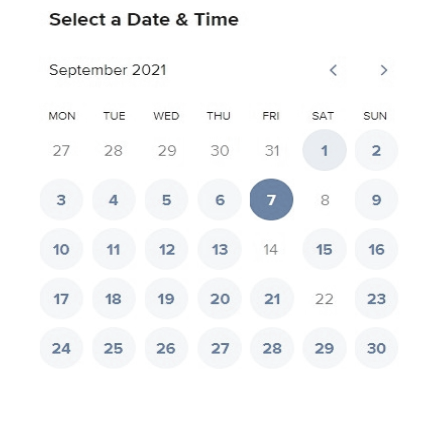 Select a Date & Time
September 2021
MON TUE WED THU FRI SAT SUN
27 28 29 30 31 1 2
3 4 5 6 7 8 9
10 11 12 13 14 15 16
17 18 19 20 21 22 23
24 25 26 27 28 29 30